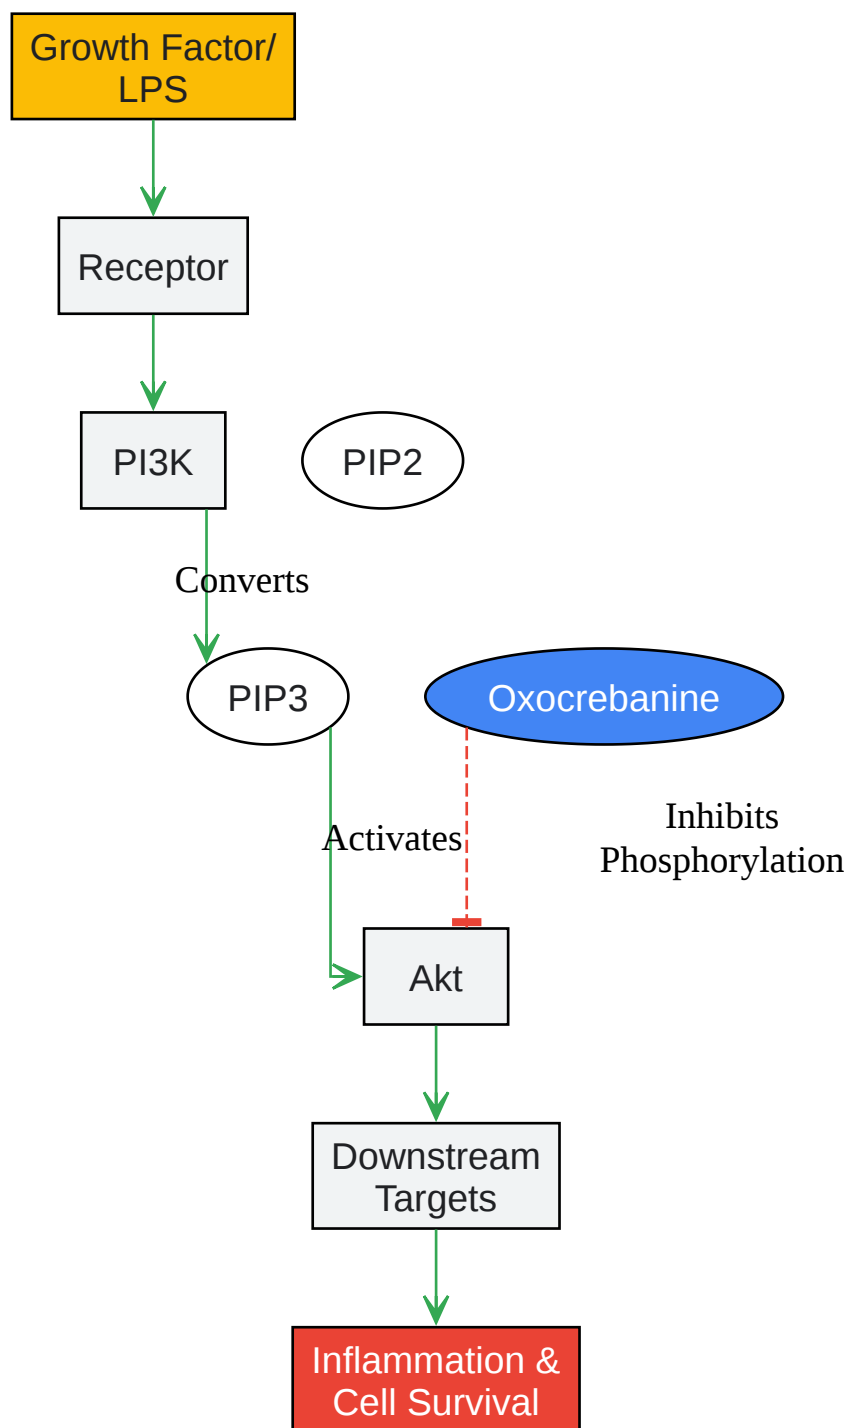 Growth Factor/
LPS
Receptor
PI3K
PIP2
Converts
PIP3
Oxocrebanine
Activates
Inhibits
Phosphorylation
Akt
Downstream
Targets
Inflammation &
Cell Survival